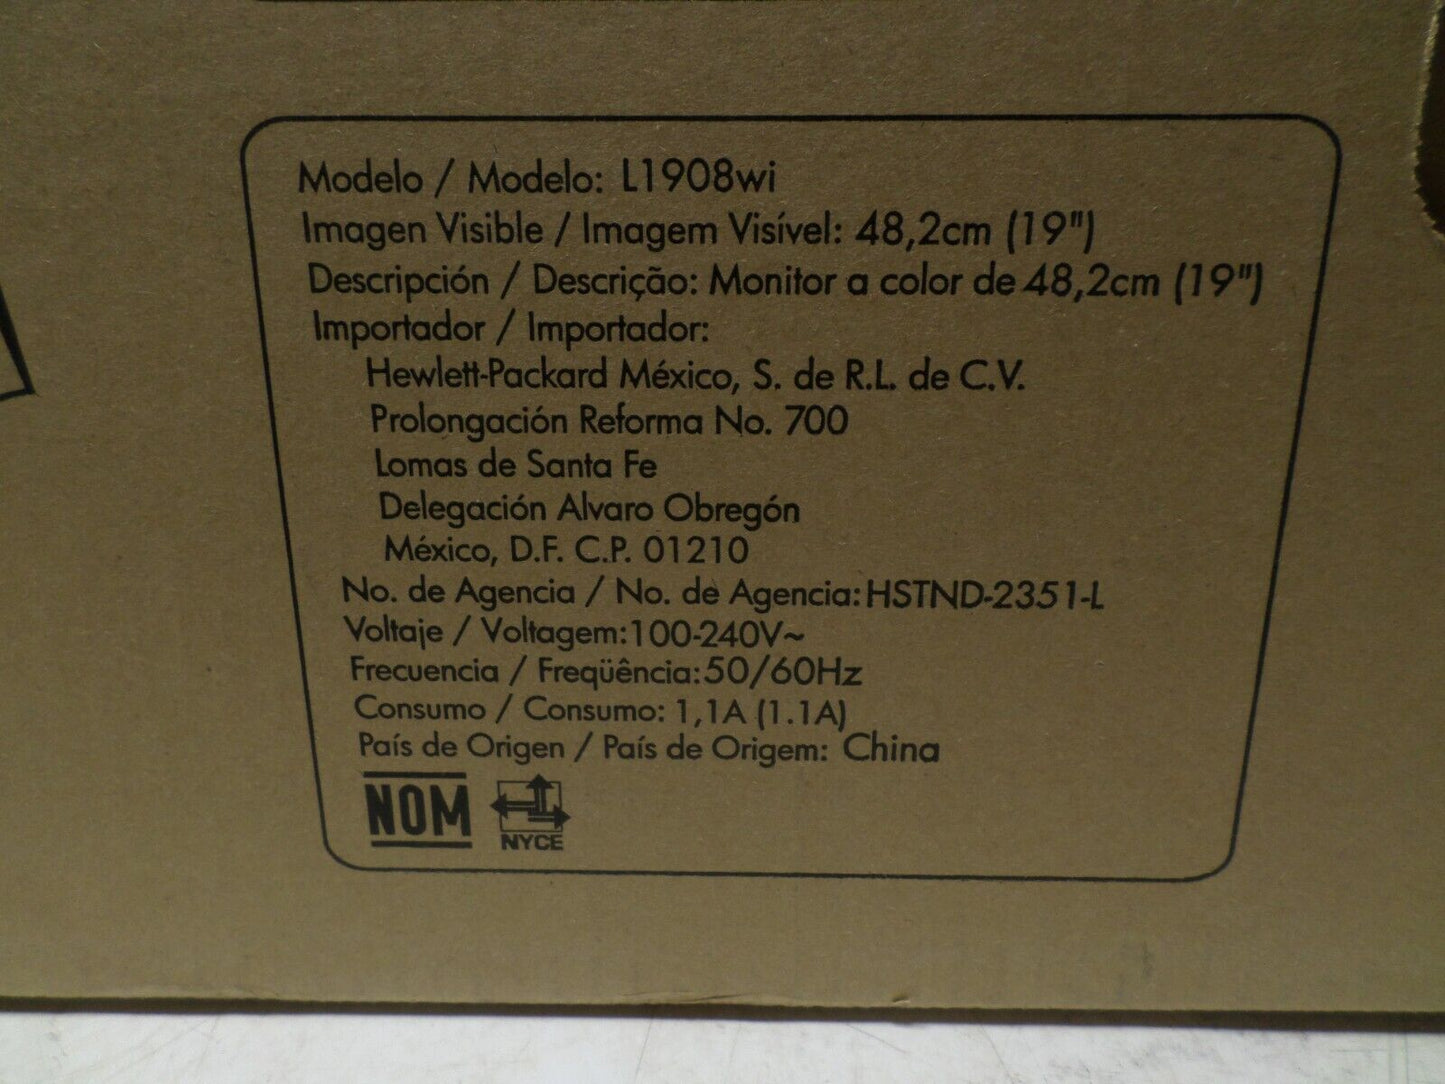 Modelo / Modelo: L1908wi
Imagen Visible / Imagem Visível: 48,2cm (19")
Descripción / Descrição: Monitor a color de 48,2cm (19")
Importador / Importador:
Hewlett-Packard México, S. de R.L. de C.V.
Prolongación Reforma No. 700
Lomas de Santa Fe
Delegación Alvaro Obregón
México, D.F. C.P. 01210
No. de Agencia / No. de Agencia: HSTND-2351-L
Voltaje / Voltagem:100-240V~
Frecuencia / Freqüência:50/60Hz
Consumo / Consumo: 1,1A (1.1A)
País de Origen / País de Origem: China
NOM
NYCE